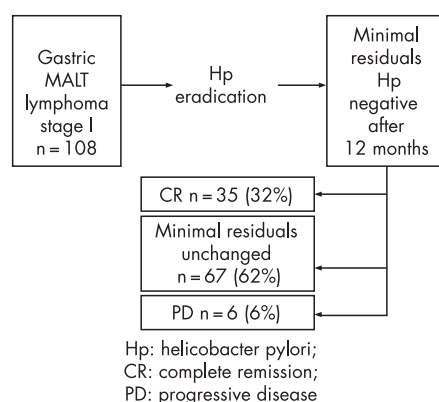 Gastric
MALT
lymphoma
stage I
n = 108
Hp
eradication
Minimal
residuals
Hp
negative
after
12 months
CR n = 35 (32%)
Minimal residuals
unchanged
n = 67 (62%)
PD n = 6 (6%)
Hp: helicobacter pylori;
CR: complete remission;
PD: progressive disease